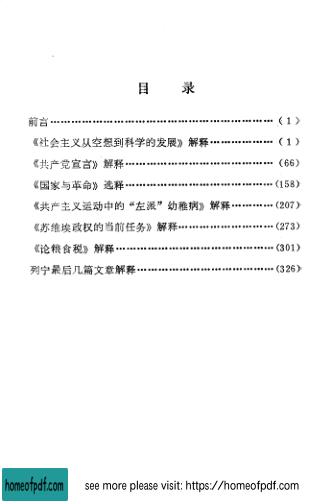 目 录
前言……………………………………………………（1）
《社会主义从空想到科学的发展》解释………………（1）
《共产党宣言》解释……………………………………（66）
《国家与革命》选释……………………………………（158）
《共产主义运动中的“左派”幼稚病》解释…………（207）
《苏维埃政权的当前任务》解释………………………（273）
《论粮食税》解释………………………………………（301）
列宁最后几篇文章解释…………………………………（326）
homeofpdf.com
see more please visit: https://homeofpdf.com